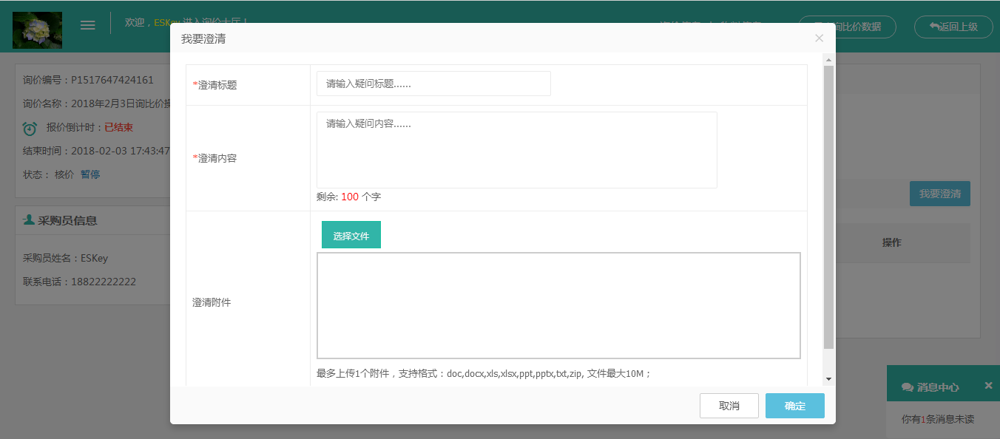 欢迎，ESKey 进入询价大厅！
询比价数据
返回上级
我要澄清
×
询价编号：P1517647424161
询价名称：2018年2月3日询比价
报价倒计时：已结束
结束时间：2018-02-03 17:43:47
状态： 核价 暂停
采购员信息
采购员姓名：ESKey
联系电话：18822222222
*澄清标题
请输入疑问标题......
*澄清内容
请输入疑问内容......
剩余: 100 个字
澄清附件
选择文件
最多上传1个附件，支持格式：doc,docx,xls,xlsx,ppt,pptx,txt,zip, 文件最大10M；
取消
确定
我要澄清
操作
消息中心
×
你有1条消息未读